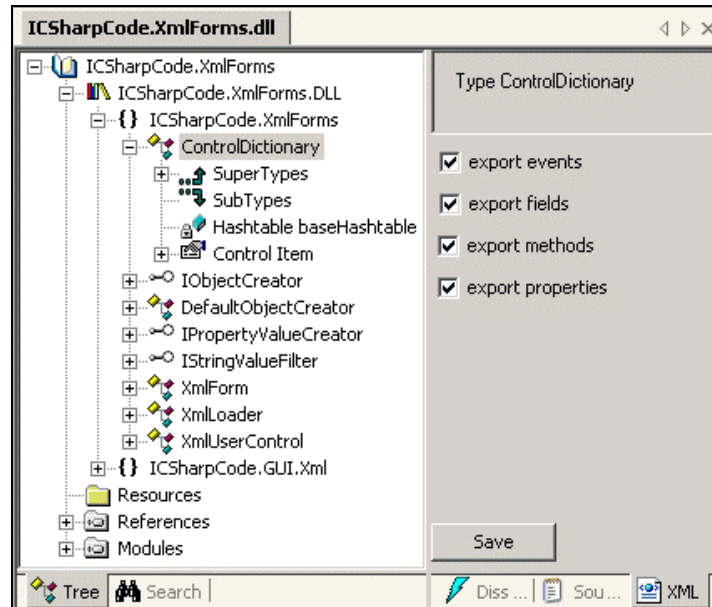 ICSharpCode.XmlForms.dll
ICSharpCode.XmlForms
ICSharpCode.XmlForms.DLL
{} ICSharpCode.XmlForms
ControlDictionary
SuperTypes
SubTypes
Hashtable baseHashtable
Control Item
IObjectCreator
DefaultObjectCreator
IPropertyValueCreator
IStringValueFilter
XmlForm
XmlLoader
XmlUserControl
{} ICSharpCode.GUI.Xml
Resources
References
Modules
Tree
Search
Type ControlDictionary
export events
export fields
export methods
export properties
Save
Diss ...
Sou ...
XML